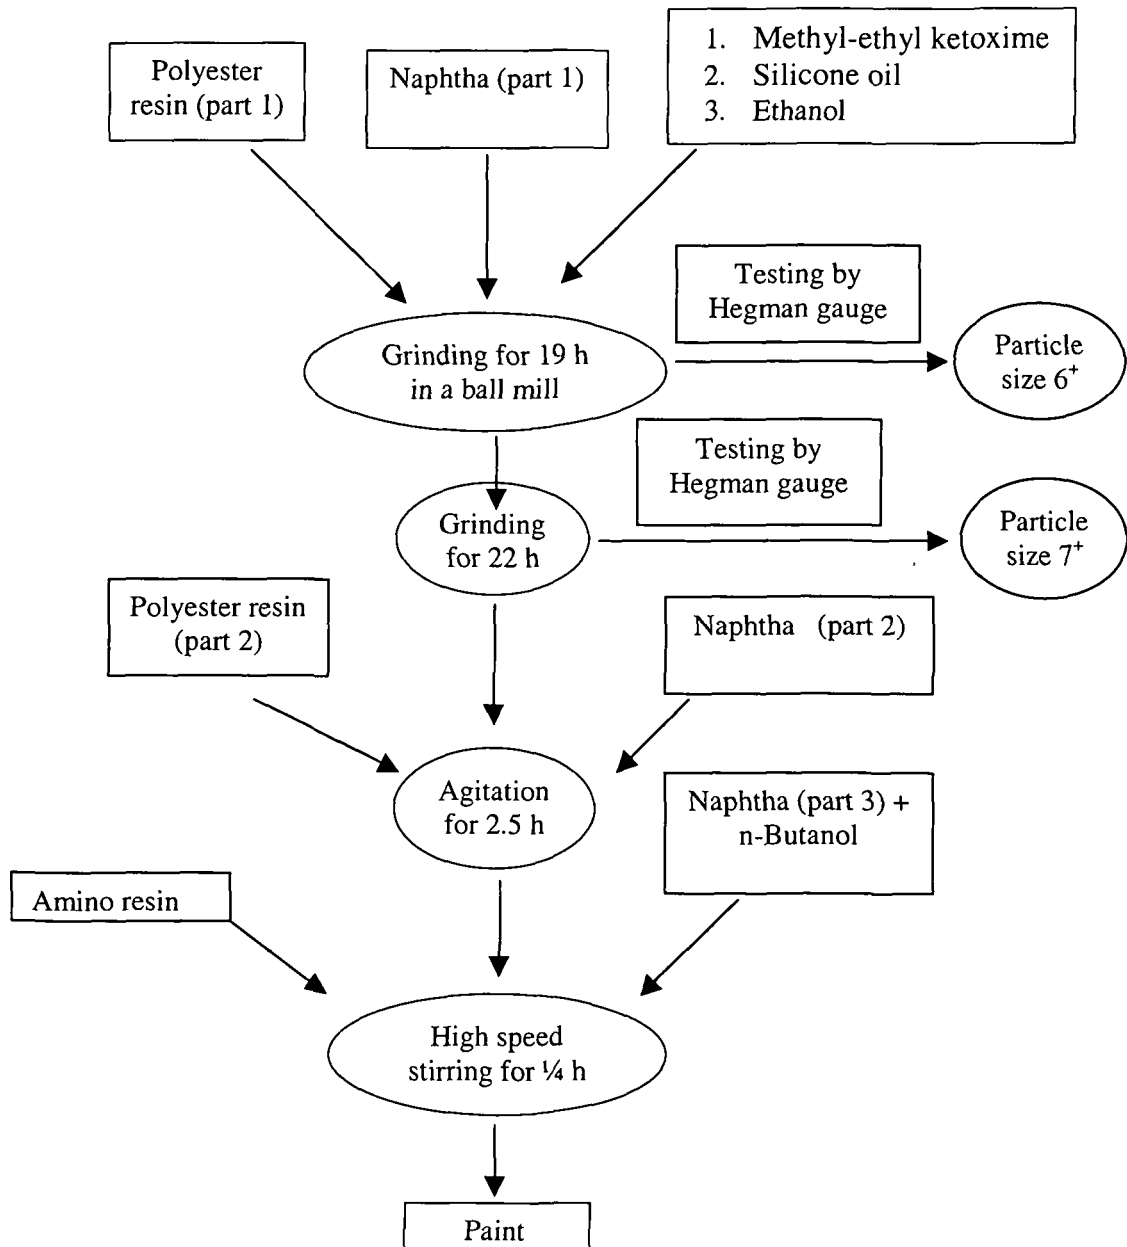 Polyester
resin (part 1)
Naphtha (part 1)
1. Methyl-ethyl ketoxime
2. Silicone oil
3. Ethanol
Testing by
Hegman gauge
Grinding for 19 h
in a ball mill
Particle
size 6⁺
Testing by
Hegman gauge
Grinding
for 22 h
Particle
size 7⁺
Polyester resin
(part 2)
Naphtha (part 2)
Agitation
for 2.5 h
Naphtha (part 3) +
n-Butanol
Amino resin
High speed
stirring for ¼ h
Paint